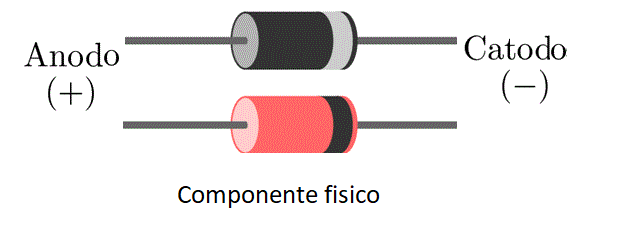 Anodo
(+)
Catodo
(−)
Componente fisico